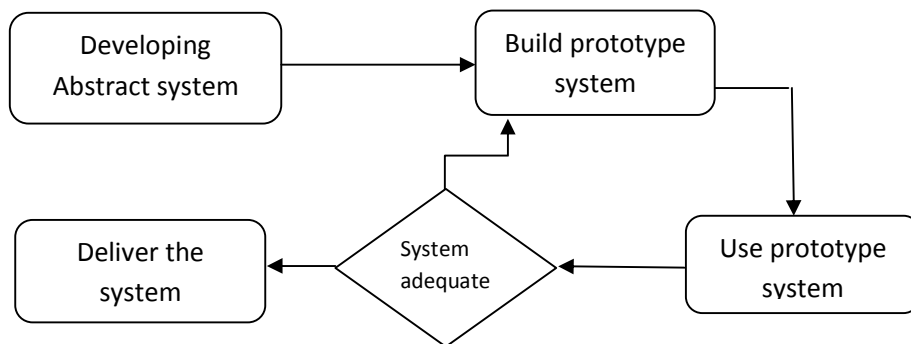 Developing
Abstract system
Build prototype
system
Use prototype
system
System
adequate
Deliver the
system